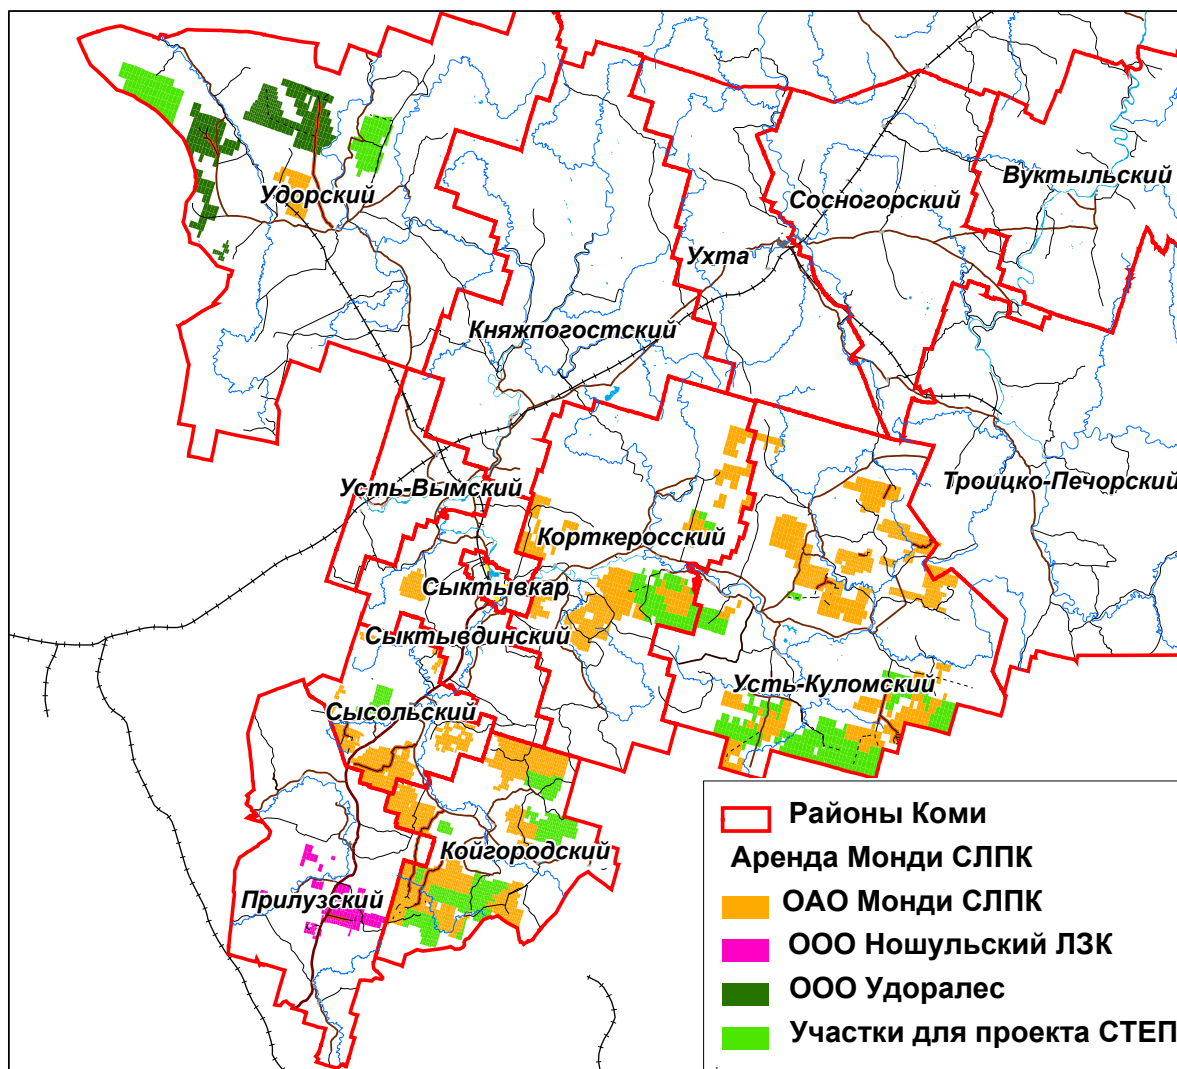 Удорский
Вуктыльский
Сосногорский
Ухта
Княжпогостский
Троицко-Печорский
Усть-Вымский
Корткеросский
Сыктывкар
Сыктывдинский
Усть-Куломский
Сысольский
Койгородский
Прилузский
Районы Коми
Аренда Монди СЛПК
ОАО Монди СЛПК
ООО Ношульский ЛЗК
ООО Удоралес
Участки для проекта СТЕП